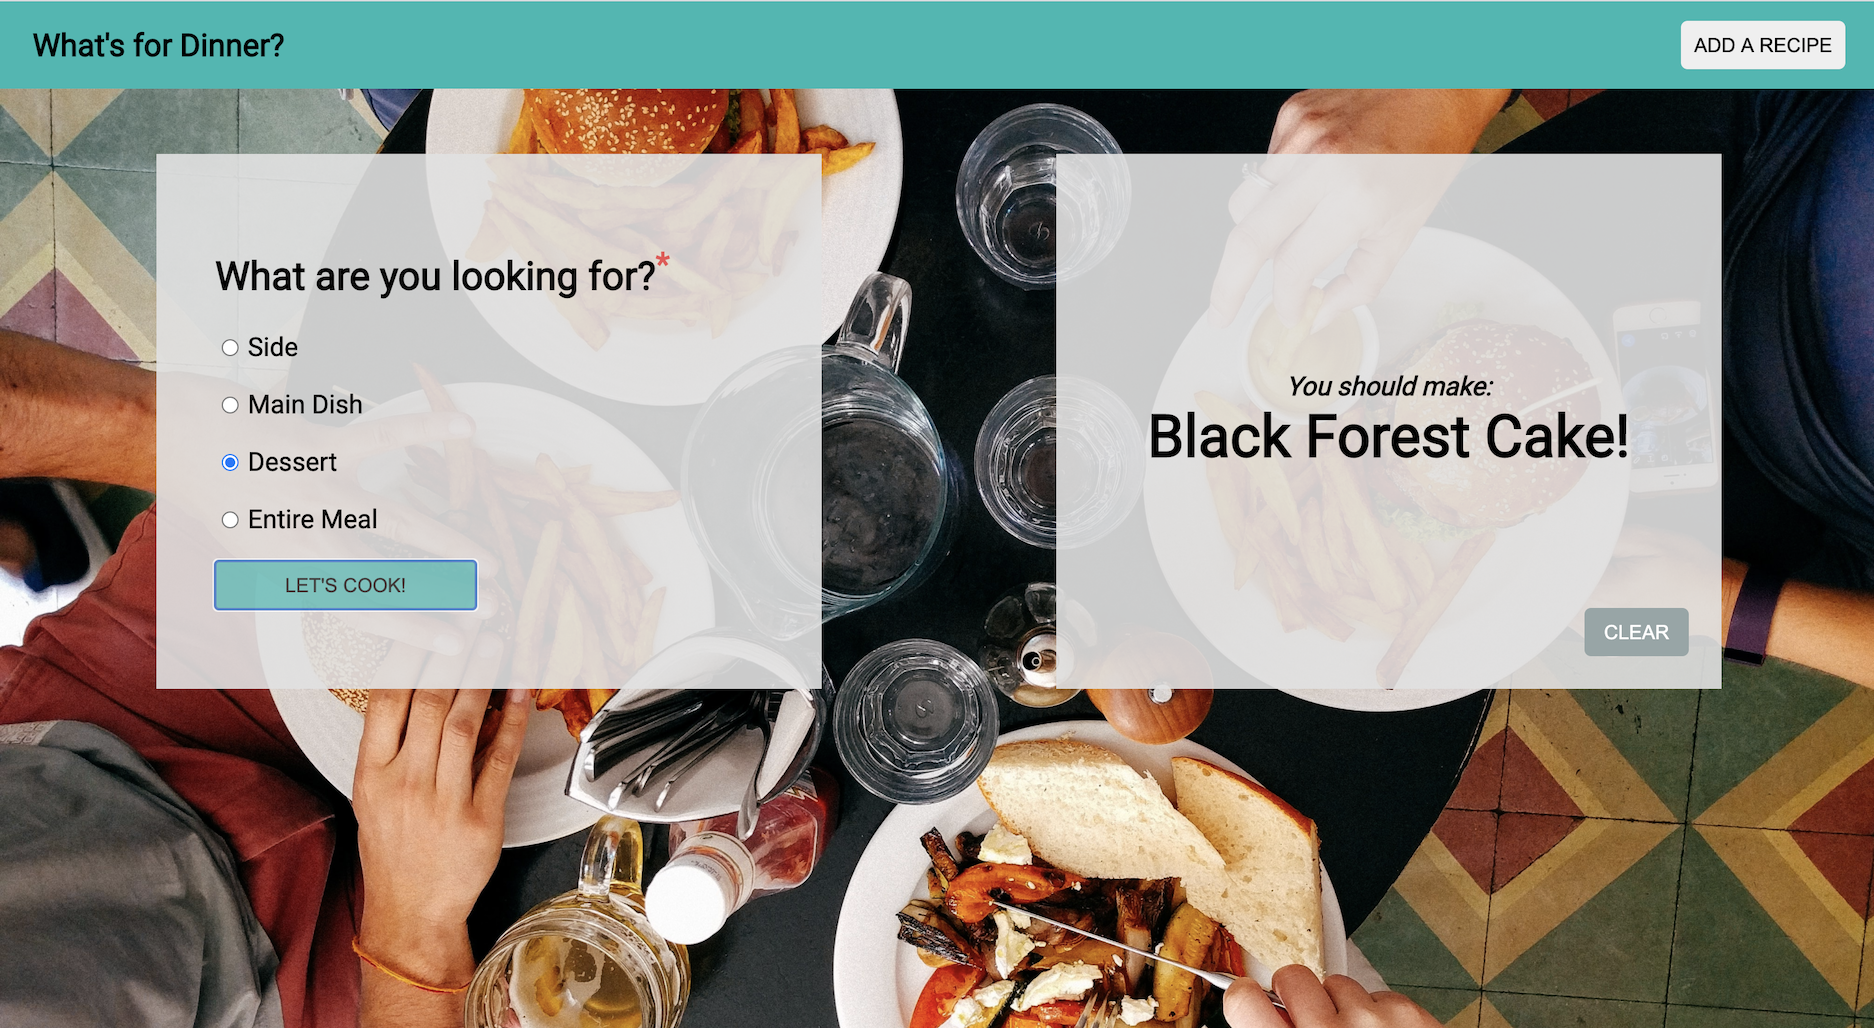 What's for Dinner?
ADD A RECIPE
What are you looking for?*
Side
Main Dish
Dessert
Entire Meal
LET'S COOK!
You should make:
Black Forest Cake!
CLEAR